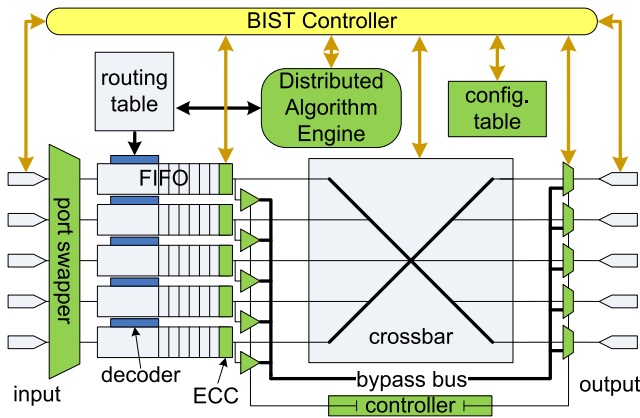 BIST Controller
routing
table
Distributed
Algorithm
Engine
config.
table
port swapper
FIFO
crossbar
input
decoder
ECC
bypass bus
controller
output